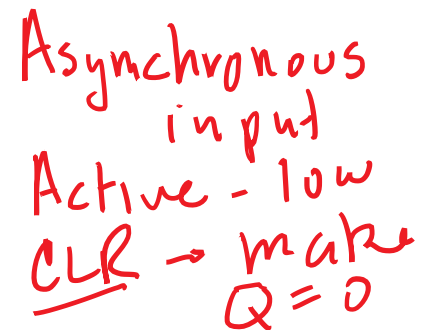 Asynchronous
input
Active - low
CLR → make
Q = 0